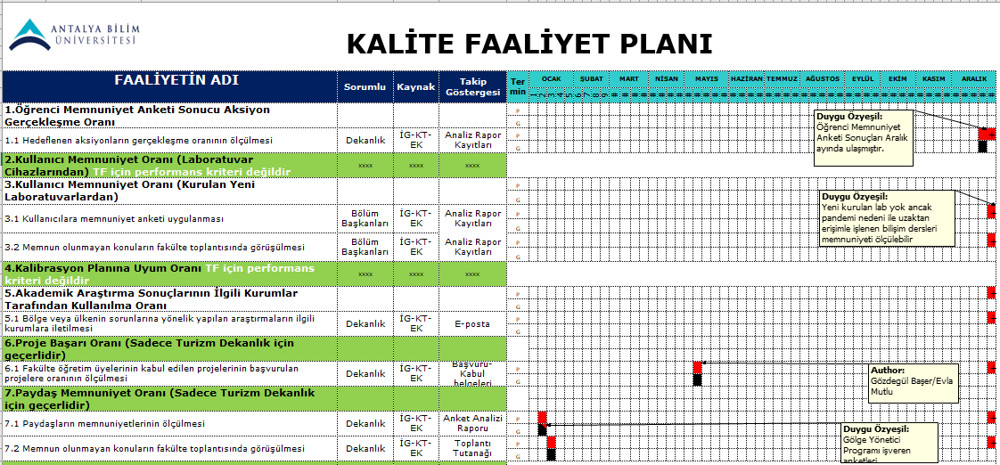 ANTALYA BİLİM
ÜNİVERSİTESİ
KALİTE FAALİYET PLANI
FAALİYETİN ADI
Sorumlu
Kaynak
Takip
Göstergesi
Ter
min
OCAK
ŞUBAT
MART
NİSAN
MAYIS
HAZİRAN
TEMMUZ
AĞUSTOS
EYLÜL
EKİM
KASIM
ARALIK
1.Öğrenci Memnuniyet Anketi Sonucu Aksiyon
Gerçekleşme Oranı
P
G
Duygu Özyeşil:
Öğrenci Memnuniyet
Anketi Sonuçları Aralık
ayında ulaşmıştır.
1.1 Hedeflenen aksiyonların gerçekleşme oranının ölçülmesi
Dekanlık
İG-KT-
EK
Analiz Rapor
Kayıtları
P
G
2.Kullanıcı Memnuniyet Oranı (Laboratuvar
Cihazlarından) TF için performans kriteri değildir
xxxx
xxxx
xxxx
3.Kullanıcı Memnuniyet Oranı (Kurulan Yeni
Laboratuvarlardan)
P
G
Duygu Özyeşil:
Yeni kurulan lab yok ancak
pandemi nedeni ile uzaktan
erişimle işlenen bilişim dersleri
memnuniyeti ölçülebilir
3.1 Kullanıcılara memnuniyet anketi uygulanması
Bölüm
Başkanları
İG-KT-
EK
Analiz Rapor
Kayıtları
P
G
3.2 Memnun olunmayan konuların fakülte toplantısında görüşülmesi
Bölüm
Başkanları
İG-KT-
EK
Analiz Rapor
Kayıtları
P
G
4.Kalibrasyon Planına Uyum Oranı TF için performans
kriteri değildir
xxxx
xxxx
xxxx
5.Akademik Araştırma Sonuçlarının İlgili Kurumlar
Tarafından Kullanılma Oranı
P
G
5.1 Bölge veya ülkenin sorunlarına yönelik yapılan araştırmaların ilgili
kurumlara iletilmesi
Dekanlık
İG-KT-
EK
E-posta
P
G
6.Proje Başarı Oranı (Sadece Turizm Dekanlık için
geçerlidir)
6.1 Fakülte öğretim üyelerinin kabul edilen projelerinin başvurulan
projelere oranının ölçülmesi
Dekanlık
İG-KT-
EK
Başvuru-
Kabul
belgeleri
P
G
Author:
Gözdegül Başer/Evla
Mutlu
7.Paydaş Memnuniyet Oranı (Sadece Turizm Dekanlık
için geçerlidir)
7.1 Paydaşların memnuniyetlerinin ölçülmesi
Dekanlık
İG-KT-
EK
Anket Analizi
Raporu
P
G
Duygu Özyeşil:
Gölge Yönetici
Programı işveren
anketleri
7.2 Memnun olunmayan konuların fakülte toplantısında görüşülmesi
Dekanlık
İG-KT-
EK
Toplantı
Tutanağı
P
G